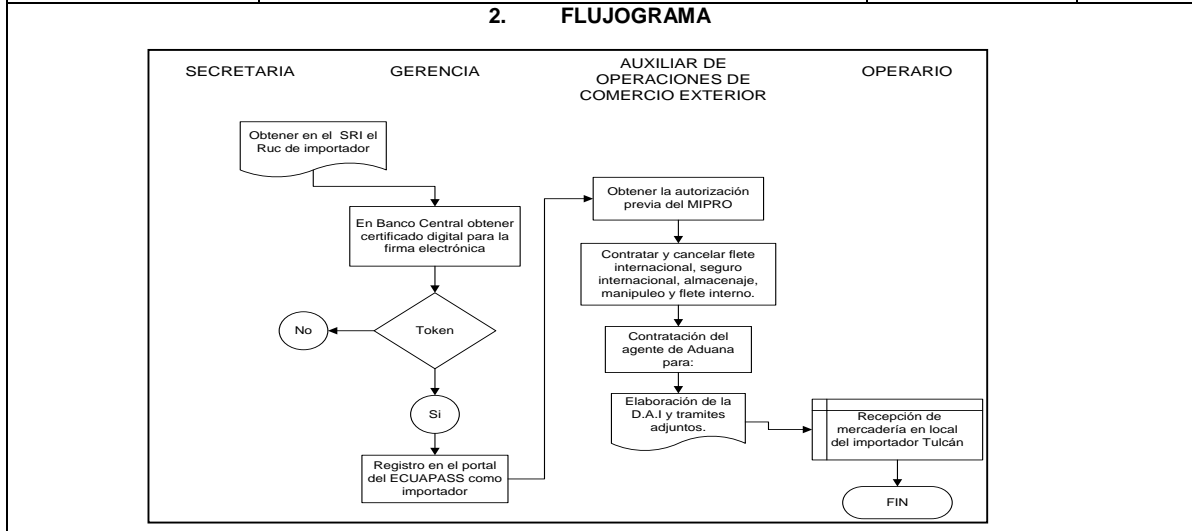 2. FLUJOGRAMA
SECRETARIA
GERENCIA
AUXILIAR DE
OPERACIONES DE
COMERCIO EXTERIOR
OPERARIO
Obtener en el SRI el
Ruc de importador
En Banco Central obtener
certificado digital para la
firma electrónica
Token
No
Si
Registro en el portal
del ECUAPASS como
importador
Obtener la autorización
previa del MIPRO
Contratar y cancelar flete
internacional, seguro
internacional, almacenaje,
manipuleo y flete interno.
Contratación del
agente de Aduana
para:
Elaboración de la
D.A.I y tramites
adjuntos.
Recepción de
mercadería en local
del importador Tulcán
FIN